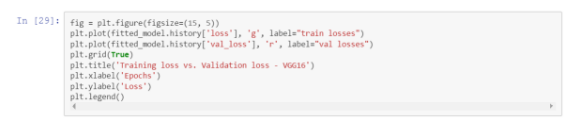 In [29]:
fig = plt.figure(figsize=(15, 5))
plt.plot(fitted_model.history['loss'], 'g', label="train losses")
plt.plot(fitted_model.history['val_loss'], 'r', label="val losses")
plt.grid(True)
plt.title('Training loss vs. Validation loss - VGG16')
plt.xlabel('Epochs')
plt.ylabel('Loss')
plt.legend()